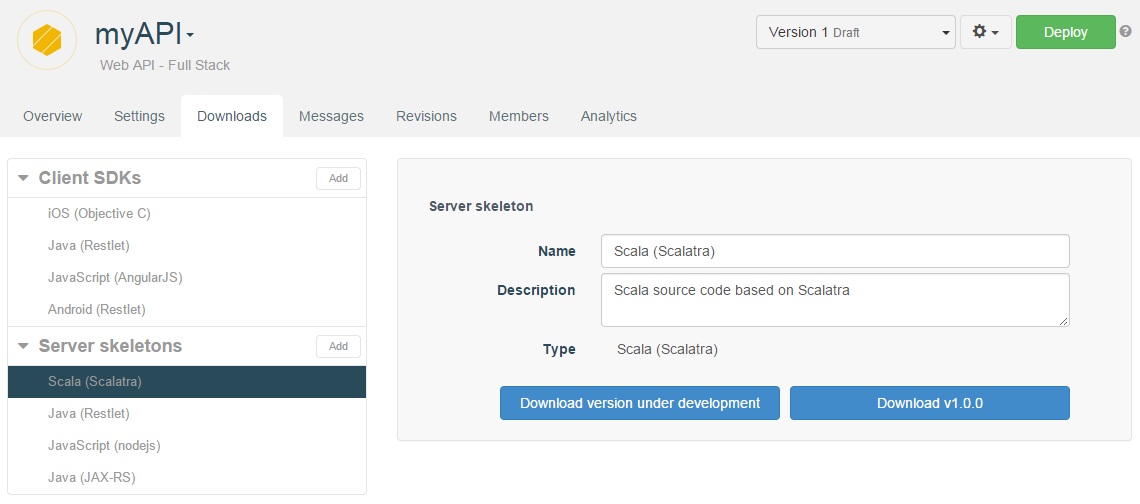 myAPI
Web API - Full Stack
Version 1 Draft
Deploy
?
Overview Settings Downloads Messages Revisions Members Analytics
Client SDKs Add
iOS (Objective C)
Java (Restlet)
JavaScript (AngularJS)
Android (Restlet)
Server skeletons Add
Scala (Scalatra)
Java (Restlet)
JavaScript (nodejs)
Java (JAX-RS)
Server skeleton
Name Scala (Scalatra)
Description Scala source code based on Scalatra
Type Scala (Scalatra)
Download version under development Download v1.0.0